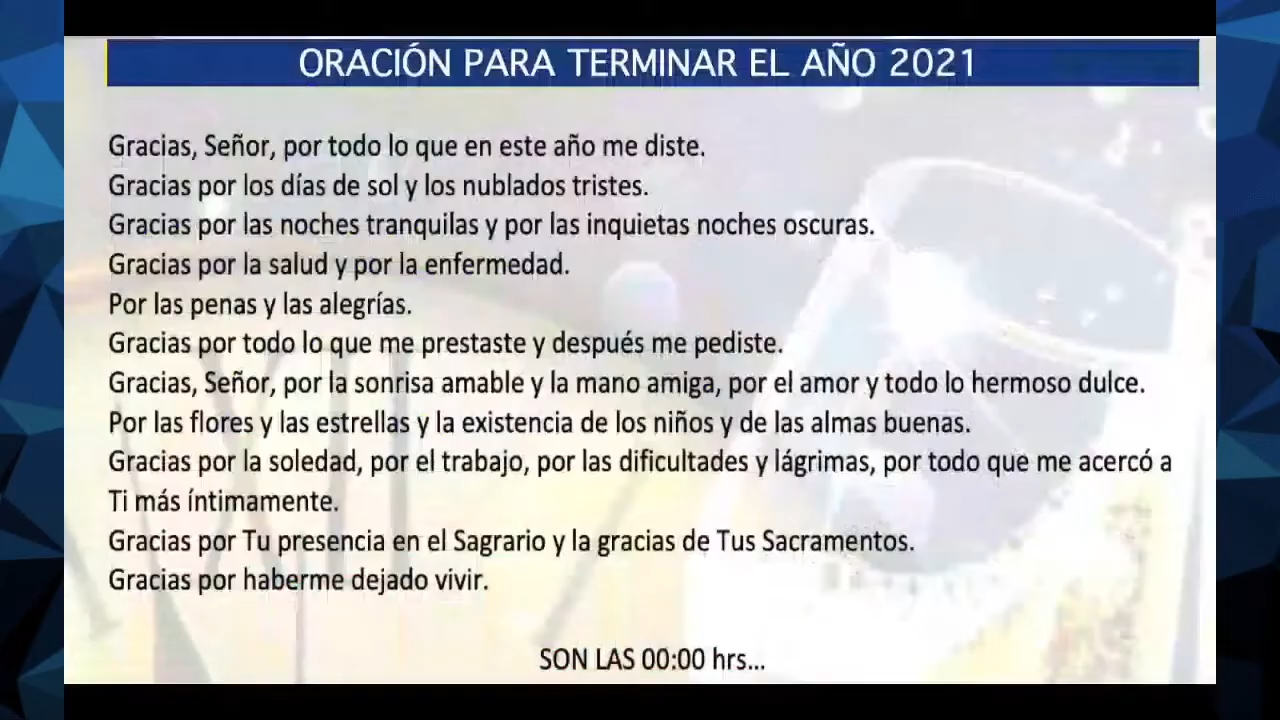 ORACIÓN PARA TERMINAR EL AÑO 2021
Gracias, Señor, por todo lo que en este año me diste.
Gracias por los días de sol y los nublados tristes.
Gracias por las noches tranquilas y por las inquietas noches oscuras.
Gracias por la salud y por la enfermedad.
Por las penas y las alegrías.
Gracias por todo lo que me prestaste y después me pediste.
Gracias, Señor, por la sonrisa amable y la mano amiga, por el amor y todo lo hermoso dulce.
Por las flores y las estrellas y la existencia de los niños y de las almas buenas.
Gracias por la soledad, por el trabajo, por las dificultades y lágrimas, por todo que me acercó a
Ti más íntimamente.
Gracias por Tu presencia en el Sagrario y la gracias de Tus Sacramentos.
Gracias por haberme dejado vivir.
SON LAS 00:00 hrs...